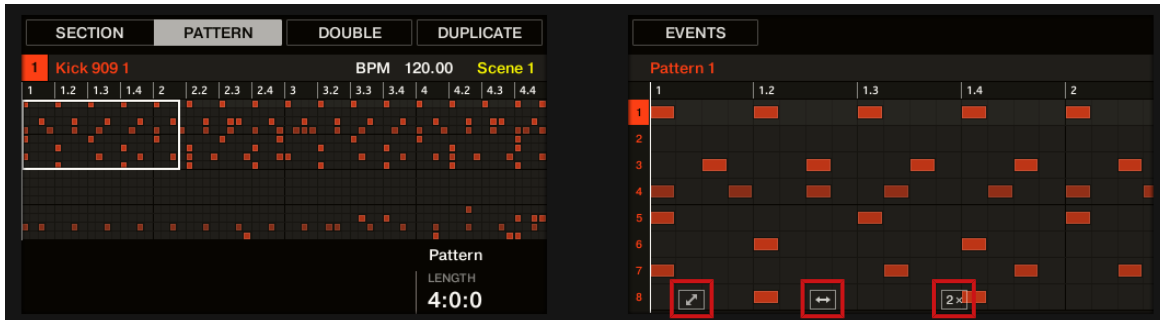 SECTION PATTERN DOUBLE DUPLICATE
1 Kick 909 1 BPM 120.00 Scene 1
1 1.2 1.3 1.4 2 2.2 2.3 2.4 3 3.2 3.3 3.4 4 4.2 4.3 4.4
Pattern
LENGTH
4:0:0
EVENTS
Pattern 1
1 1.2 1.3 1.4 2
1
2
3
4
5
6
7
8
2×